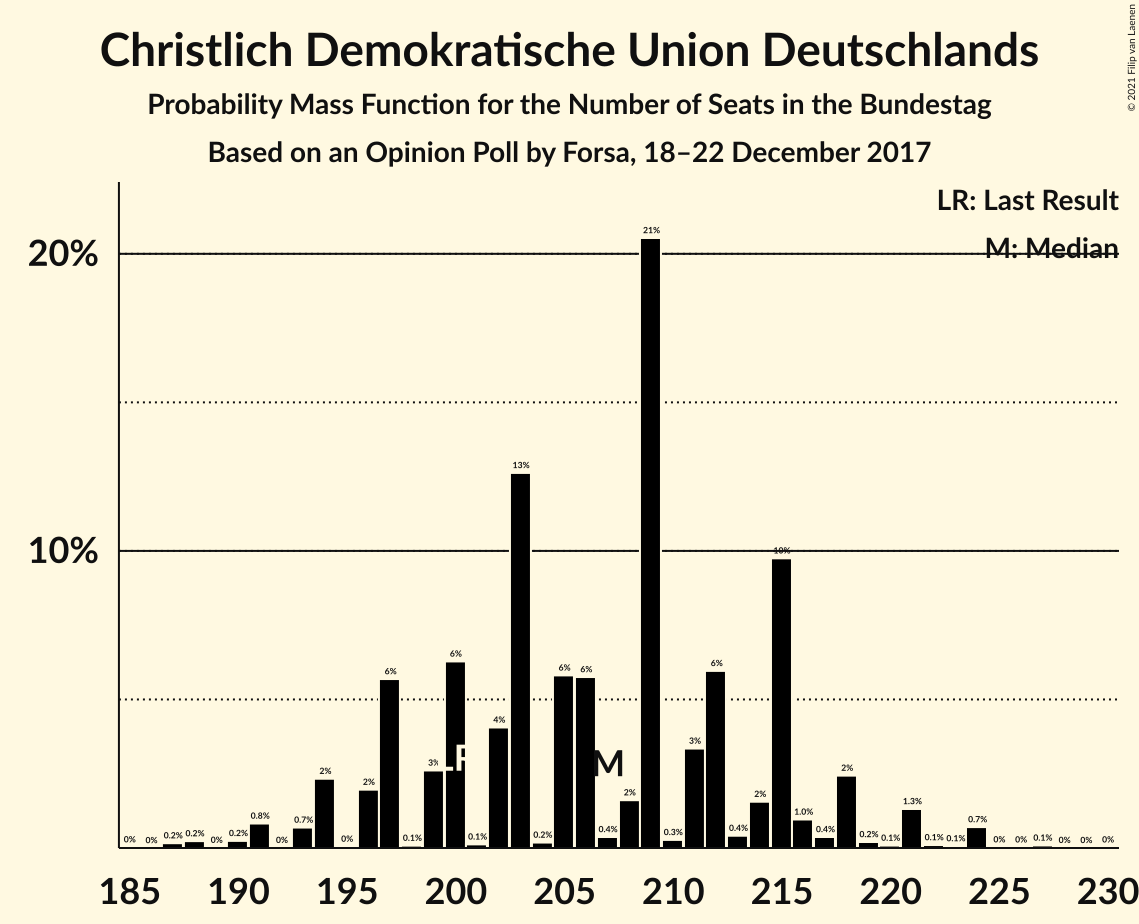 Christlich Demokratische Union Deutschlands
Probability Mass Function for the Number of Seats in the Bundestag
Based on an Opinion Poll by Forsa, 18–22 December 2017
© 2021 Filip van Laenen
LR: Last Result
M: Median
20%
10%
0% 0% 0.2% 0.2% 0% 0.2% 0.8% 0% 0.7% 2% 0% 2% 6% 0.1% 3% 6% 0.1% 4% 13% 0.2% 6% 6% 0.4% 2% 21% 0.3% 3% 6% 0.4% 2% 10% 1.0% 0.4% 2% 0.2% 0.1% 1.3% 0.1% 0.1% 0.7% 0% 0% 0.1% 0% 0% 0%
LR M
185 190 195 200 205 210 215 220 225 230